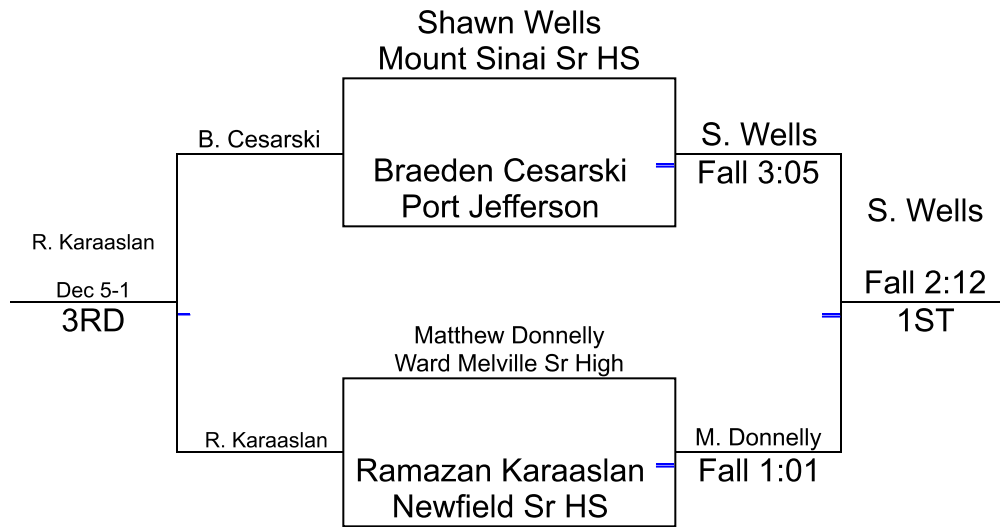 Shawn Wells
Mount Sinai Sr HS
B. Cesarski
S. Wells
Braeden Cesarski
Port Jefferson
Fall 3:05
S. Wells
R. Karaaslan
Dec 5-1
3RD
Fall 2:12
1ST
Matthew Donnelly
Ward Melville Sr High
R. Karaaslan
M. Donnelly
Ramazan Karaaslan
Newfield Sr HS
Fall 1:01